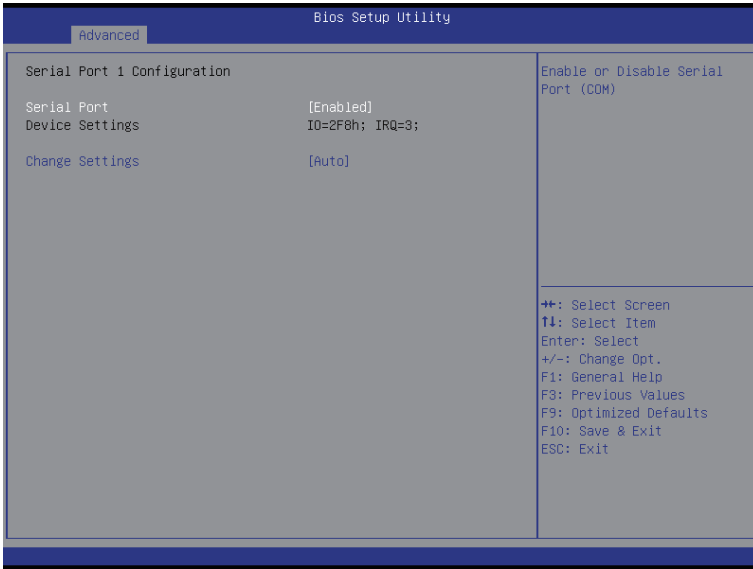 Bios Setup Utility
Advanced
Serial Port 1 Configuration
Serial Port [Enabled]
Device Settings IO=2F8h; IRQ=3;
Change Settings [Auto]
Enable or Disable Serial
Port (COM)
→←: Select Screen
↑↓: Select Item
Enter: Select
+/-: Change Opt.
F1: General Help
F3: Previous Values
F9: Optimized Defaults
F10: Save & Exit
ESC: Exit